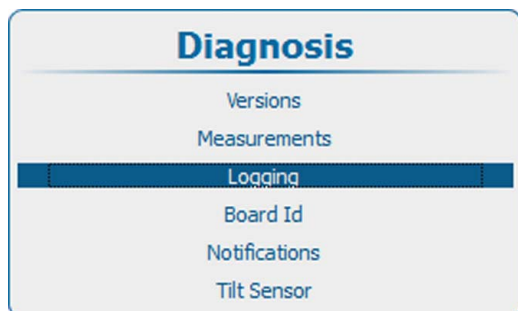 Diagnosis
Versions
Measurements
Logging
Board Id
Notifications
Tilt Sensor